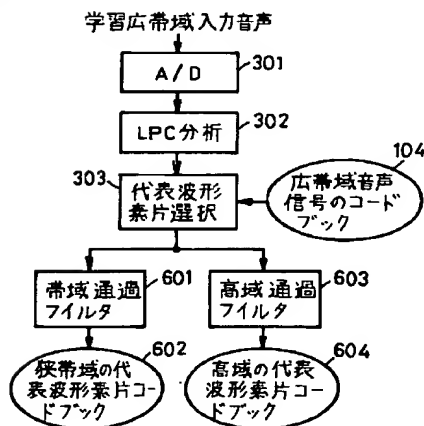 学習広帯域入力音声
A/D
301
LPC分析
302
303
代表波形
素片選択
104
広帯域音声
信号のコード
ブック
帯域通過
フイルタ
601
高域通過
フイルタ
603
狭帯域の代
表波形素片コー
ドブック
602
高域の代表
波形素片コー
ドブック
604